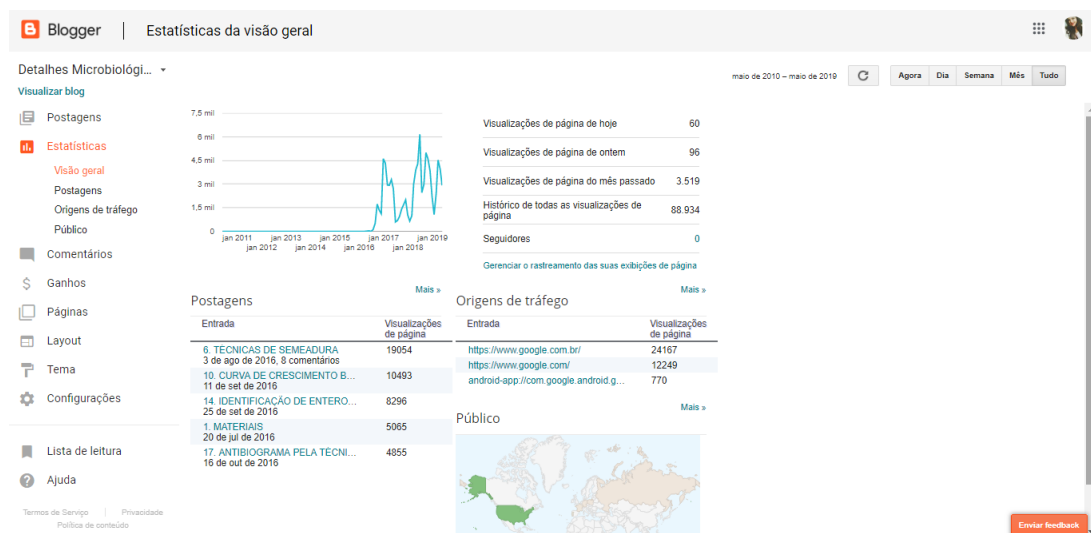 Blogger | Estatísticas da visão geral
Detalhes Microbiológi...
Visualizar blog
maio de 2010 – maio de 2019
Agora Dia Semana Mês Tudo
Postagens
Estatísticas
Visão geral
Postagens
Origens de tráfego
Público
Comentários
Ganhos
Páginas
Layout
Tema
Configurações
Lista de leitura
Ajuda
Termos de Serviço | Privacidade
Política de conteúdo
7,5 mil
6 mil
4,5 mil
3 mil
1,5 mil
0
jan 2011 jan 2013 jan 2015 jan 2017 jan 2019
jan 2012 jan 2014 jan 2016 jan 2018
Visualizações de página de hoje 60
Visualizações de página de ontem 96
Visualizações de página do mês passado 3.519
Histórico de todas as visualizações de
página 88.934
Seguidores 0
Gerenciar o rastreamento das suas exibições de página
Mais »
Postagens
Entrada Visualizações
de página
6. TÉCNICAS DE SEMEADURA 19054
3 de ago de 2016, 8 comentários
10. CURVA DE CRESCIMENTO B... 10493
11 de set de 2016
14. IDENTIFICAÇÃO DE ENTERO... 8296
25 de set de 2016
1. MATERIAIS 5065
20 de jul de 2016
17. ANTIBIOGRAMA PELA TÉCNI... 4855
16 de out de 2016
Mais »
Origens de tráfego
Entrada Visualizações
de página
https://www.google.com.br/ 24167
https://www.google.com/ 12249
android-app://com.google.android.g... 770
Mais »
Público
Enviar feedback